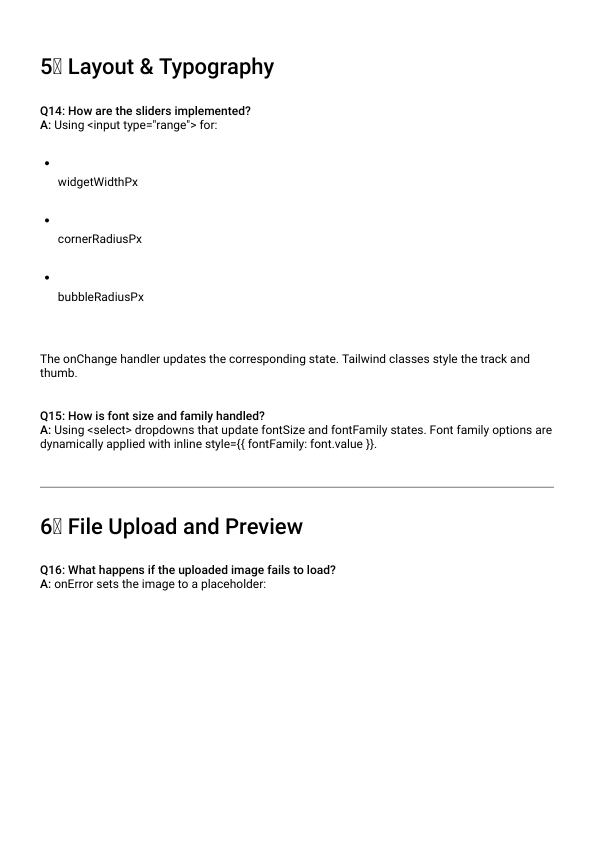 5 Layout & Typography
Q14: How are the sliders implemented?
A: Using <input type="range"> for:
•
widgetWidthPx
•
cornerRadiusPx
•
bubbleRadiusPx
The onChange handler updates the corresponding state. Tailwind classes style the track and
thumb.
Q15: How is font size and family handled?
A: Using <select> dropdowns that update fontSize and fontFamily states. Font family options are
dynamically applied with inline style={{ fontFamily: font.value }}.
6 File Upload and Preview
Q16: What happens if the uploaded image fails to load?
A: onError sets the image to a placeholder: